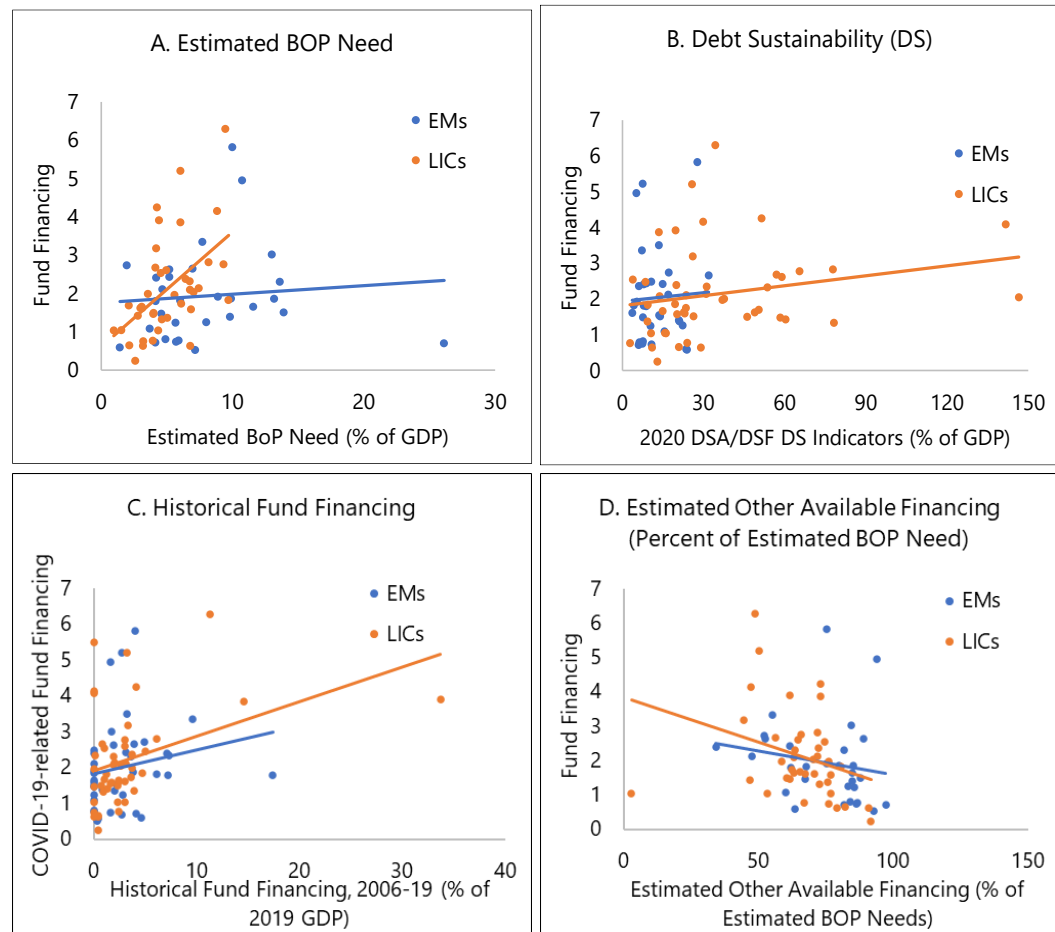 A. Estimated BOP Need
Fund Financing
7
6
5
4
3
2
1
0
0 10 20 30
EMs
LICs
Estimated BoP Need (% of GDP)
B. Debt Sustainability (DS)
Fund Financing
7
6
5
4
3
2
1
0
0 30 60 90 120 150
EMs
LICs
2020 DSA/DSF DS Indicators (% of GDP)
C. Historical Fund Financing
COVID-19-related Fund Financing
7
6
5
4
3
2
1
0
0 10 20 30 40
EMs
LICs
Historical Fund Financing, 2006-19 (% of
2019 GDP)
D. Estimated Other Available Financing
(Percent of Estimated BOP Need)
Fund Financing
7
6
5
4
3
2
1
0
0 50 100 150
EMs
LICs
Estimated Other Available Financing (% of
Estimated BOP Needs)